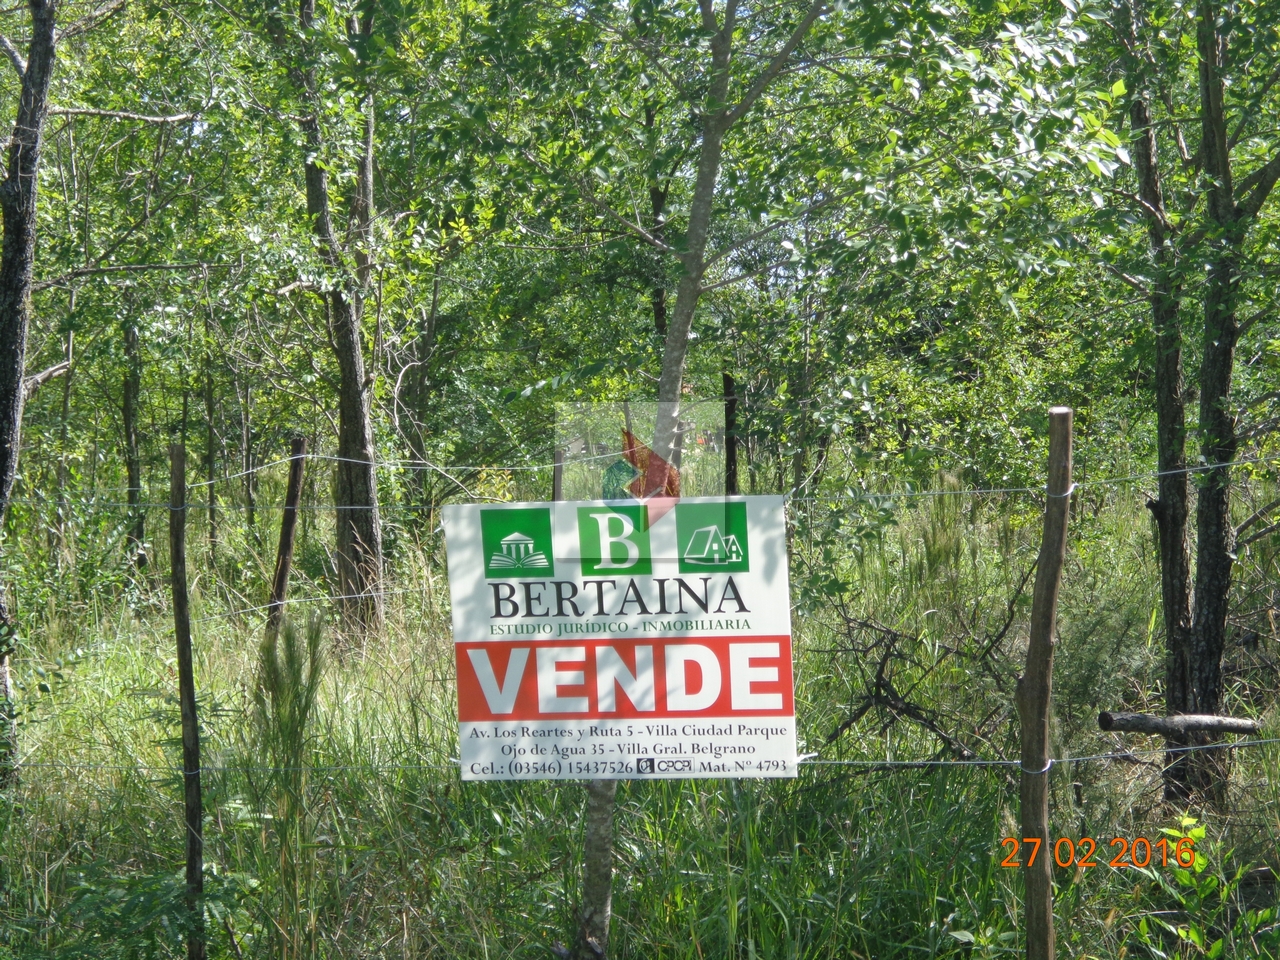 B
BERTAINA
ESTUDIO JURÍDICO - INMOBILIARIA
VENDE
Av. Los Reartes y Ruta 5 - Villa Ciudad Parque
Ojo de Agua 35 - Villa Gral. Belgrano
Cel.: (03546) 15437526 CPCPI Mat. Nº 4793
27 02 2016